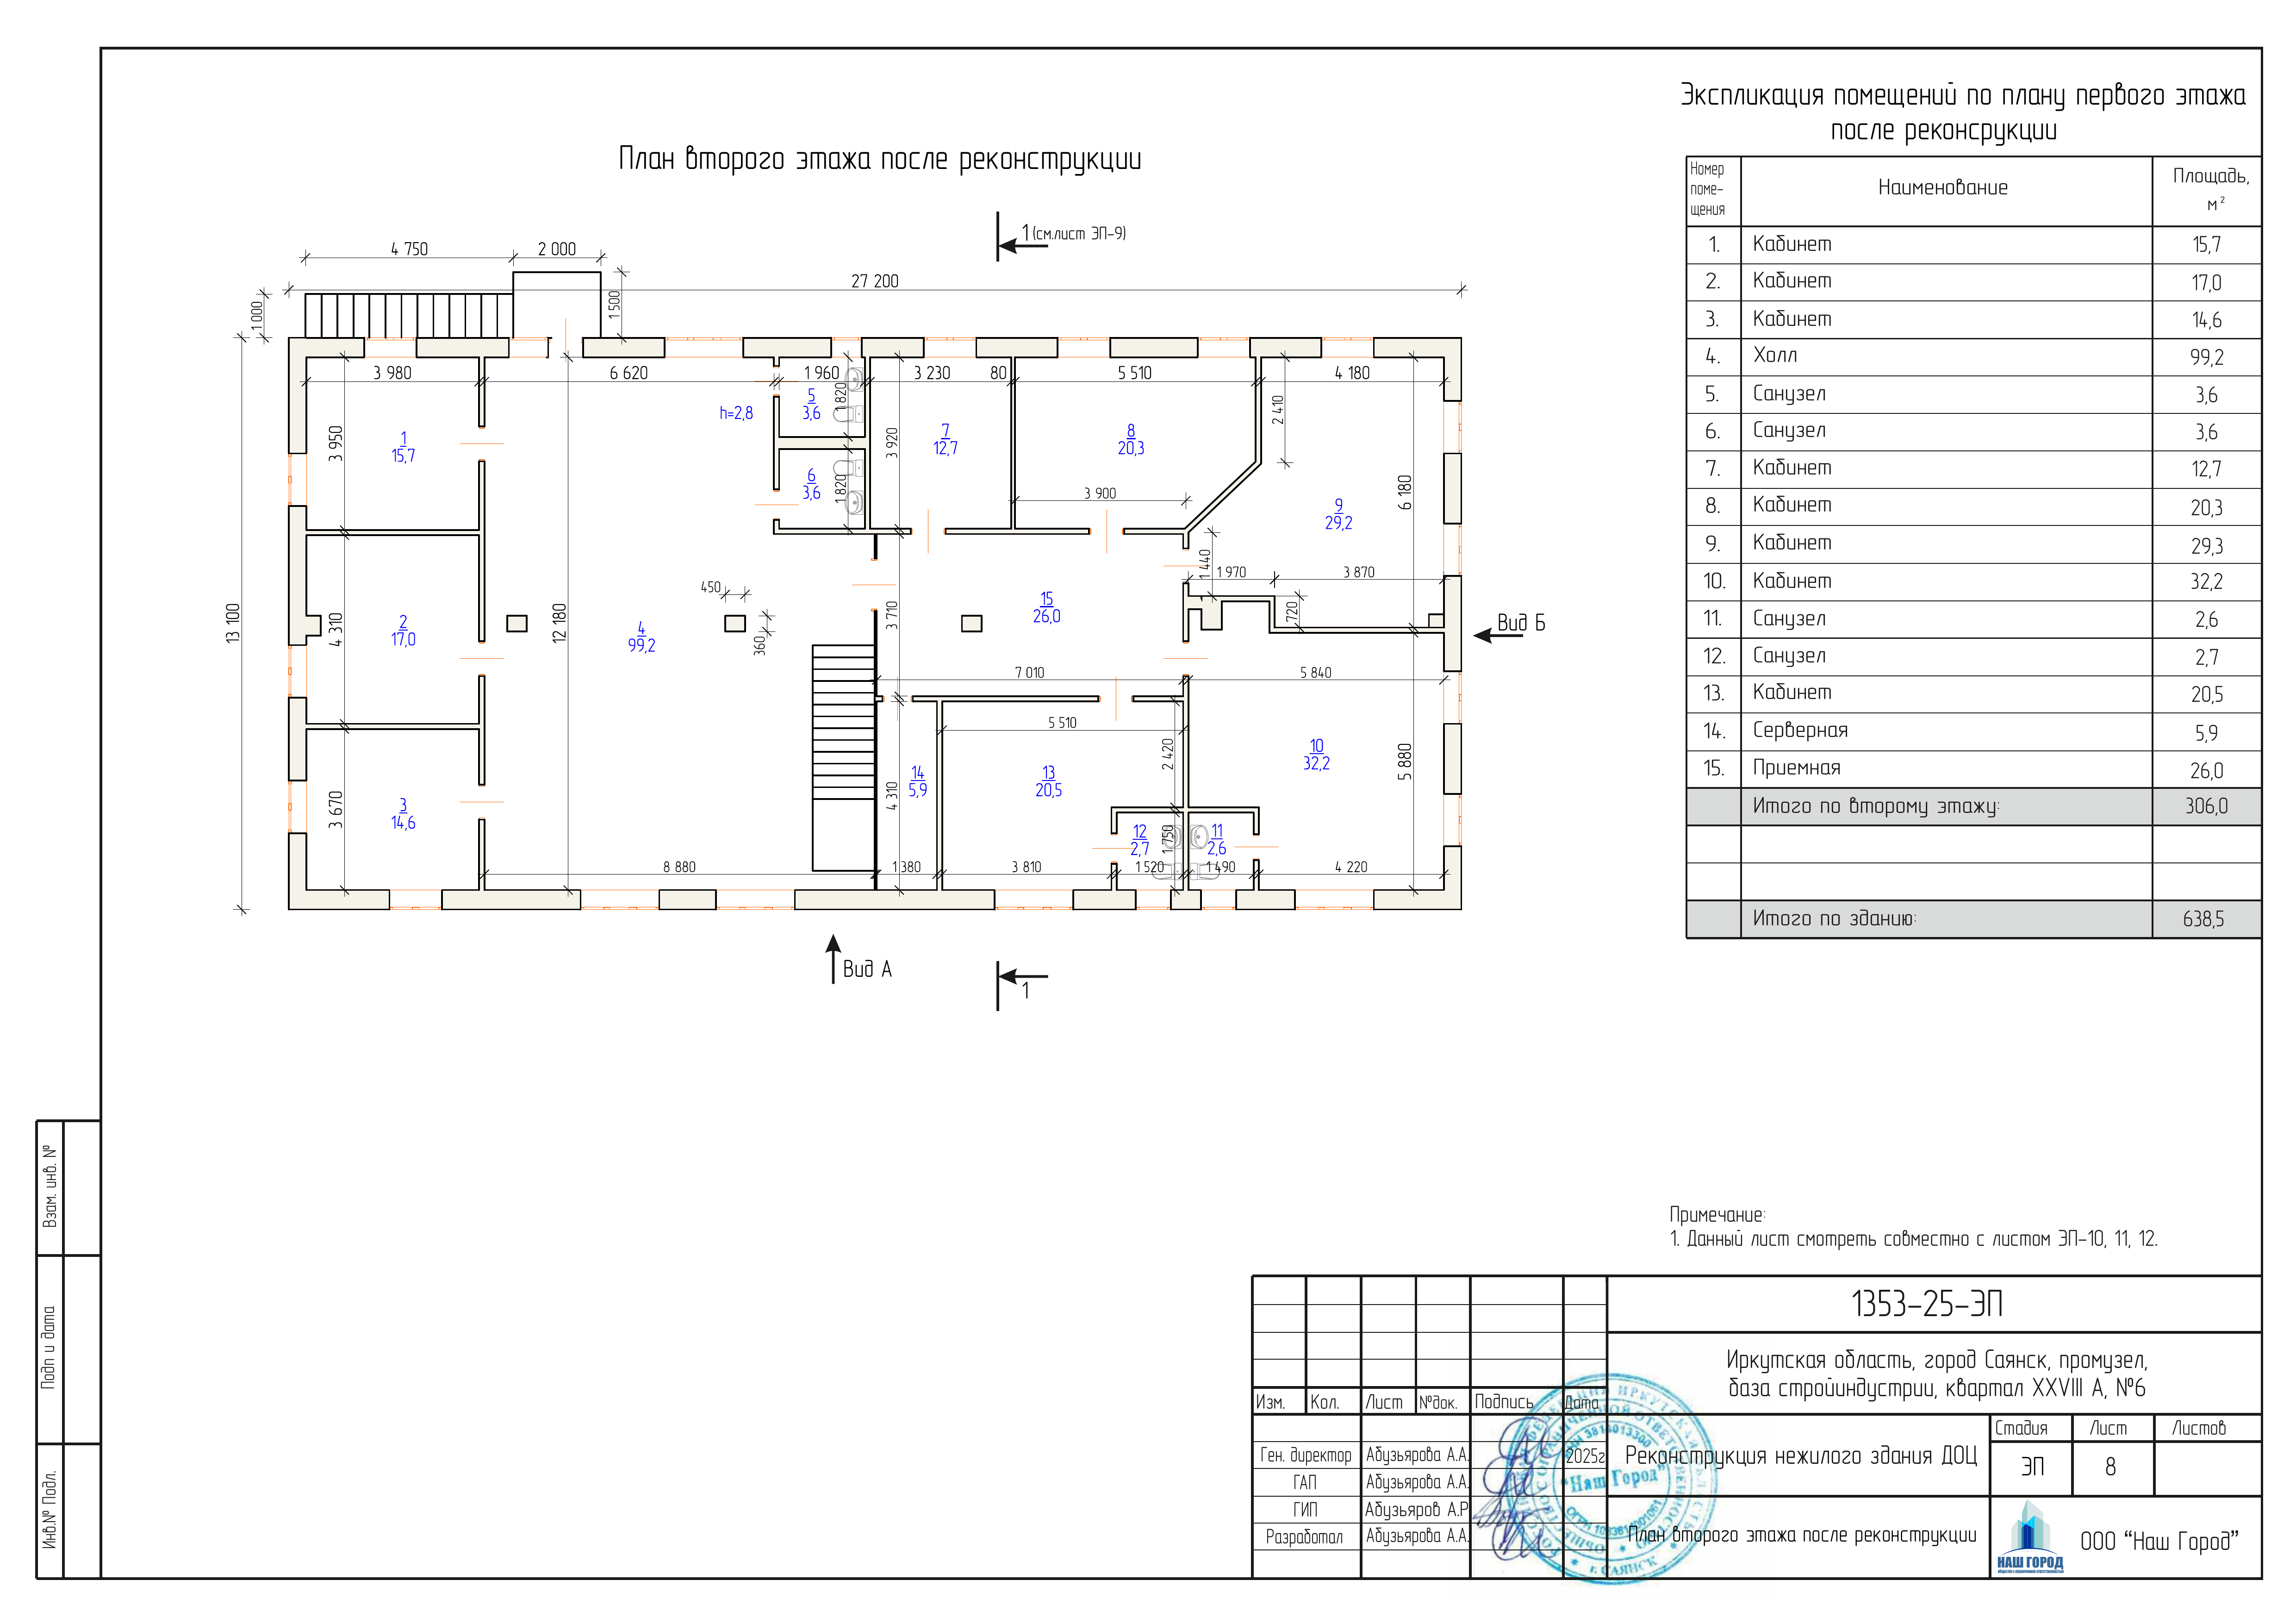 Экспликация помещений по плану первого этажа
после реконсрукции
План второго этажа после реконструкции
Номер
поме-
щения
Наименование
Площадь,
м²
1. Кабинет 15,7
2. Кабинет 17,0
3. Кабинет 14,6
4. Холл 99,2
5. Санузел 3,6
6. Санузел 3,6
7. Кабинет 12,7
8. Кабинет 20,3
9. Кабинет 29,3
10. Кабинет 32,2
11. Санузел 2,6
12. Санузел 2,7
13. Кабинет 20,5
14. Серверная 5,9
15. Приемная 26,0
Итого по второму этажу: 306,0
Итого по зданию: 638,5
1 (см.лист ЭП-9)
4 750 2 000
27 200
1 000
1 500
3 980 6 620 1 960 3 230 80 5 510 4 180
h=2,8
5
3,6
1 820
2 410
3 950
1
15,7
3 920
7
12,7
8
20,3
6
3,6
1 820
3 900
6 180
9
29,2
1 440
1 970 3 870
450
15
26,0
720
13 100
4 310
2
17,0
12 180
4
99,2
360
3 710
Вид Б
7 010 5 840
5 510
2 420
10
32,2
5 880
3 670
3
14,6
4 310
14
5,9
13
20,5
12
2,7
1 750
11
2,6
8 880 1 380 3 810 1 520 1 490 4 220
Вид А
1
Взам. инв. №
Подп и дата
Инв.№ Подл.
Примечание:
1. Данный лист смотреть совместно с листом ЭП-10, 11, 12.
1353-25-ЭП
Иркутская область, город Саянск, промузел,
база стройиндустрии, квартал XXVIII А, №6
Изм. Кол. Лист №док. Подпись Дата
Ген. директор Абузьярова А.А. 2025г
ГАП Абузьярова А.А.
ГИП Абузьяров А.Р
Разработал Абузьярова А.А.
Реконструкция нежилого здания ДОЦ
Стадия Лист Листов
ЭП 8
План второго этажа после реконструкции
НАШ ГОРОД
ООО “Наш Город”
"Наш Город"
г. САЯНСК